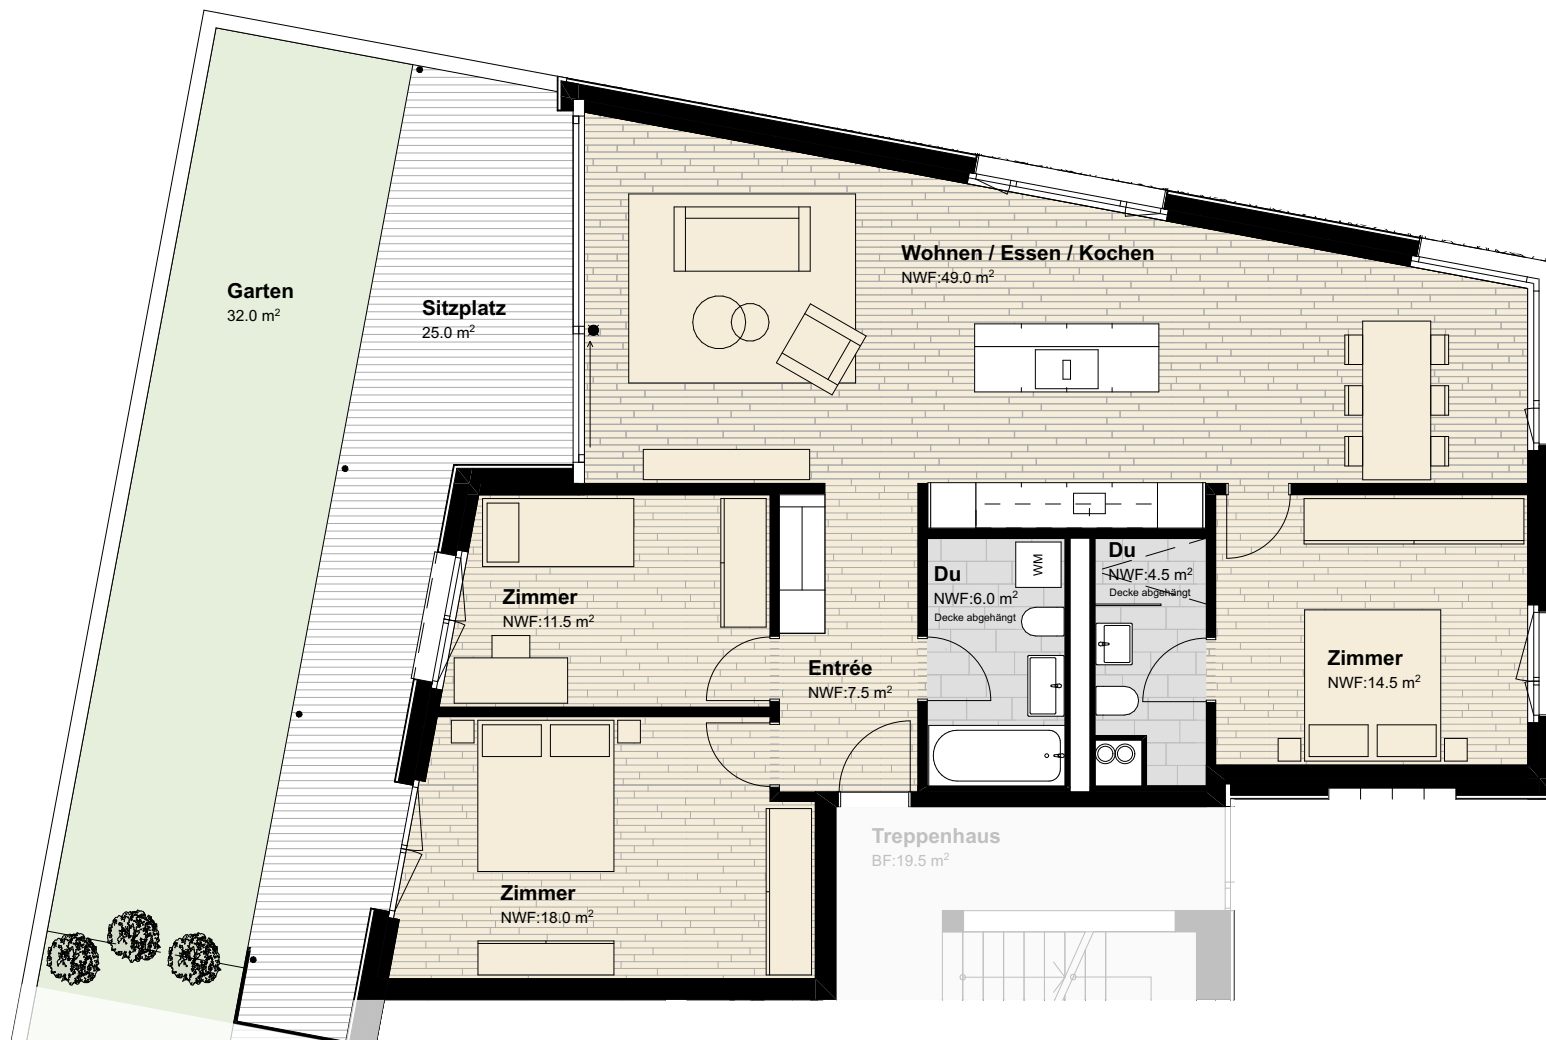 Wohnen / Essen / Kochen
NWF:49.0 m²
Garten
32.0 m²
Sitzplatz
25.0 m²
Du
NWF:4.5 m²
Decke abgehängt
WM
Du
NWF:6.0 m²
Decke abgehängt
Zimmer
NWF:11.5 m²
Entrée
NWF:7.5 m²
Zimmer
NWF:14.5 m²
Treppenhaus
BF:19.5 m²
Zimmer
NWF:18.0 m²